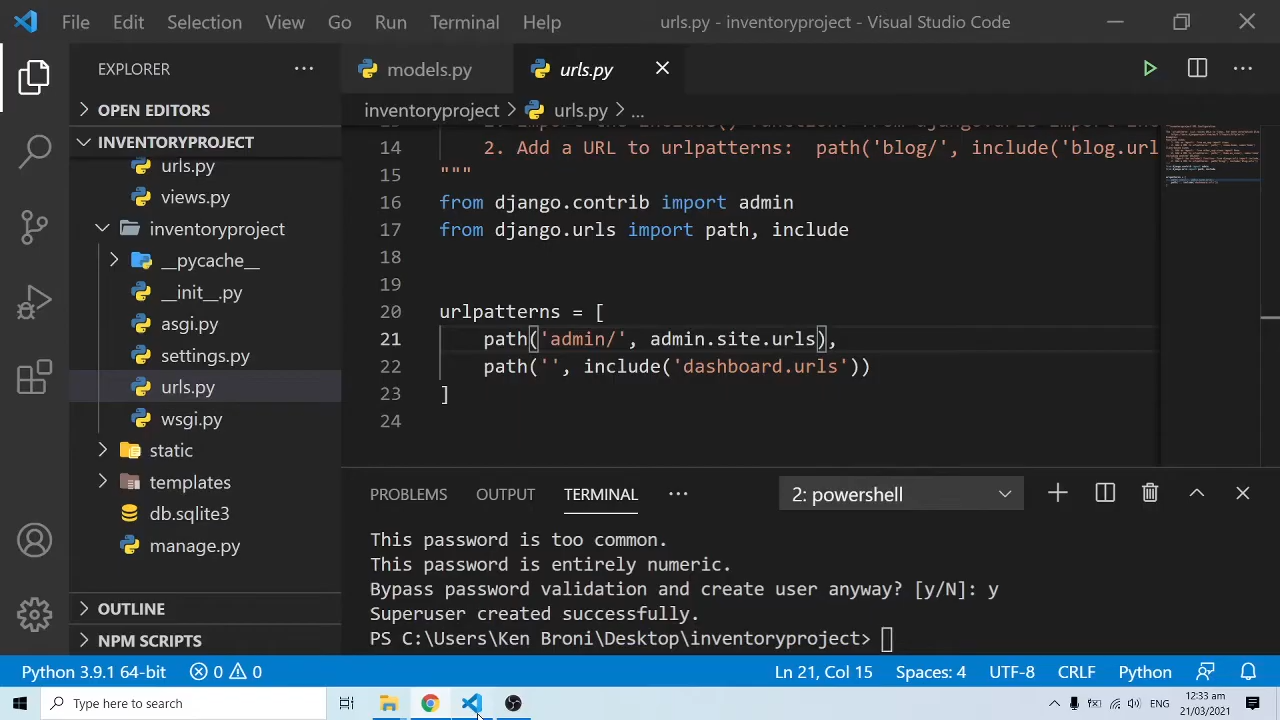 File Edit Selection View Go Run Terminal Help urls.py - inventoryproject - Visual Studio Code
EXPLORER
OPEN EDITORS
INVENTORYPROJECT
urls.py
views.py
inventoryproject
__pycache__
__init__.py
asgi.py
settings.py
urls.py
wsgi.py
static
templates
db.sqlite3
manage.py
OUTLINE
NPM SCRIPTS
models.py urls.py
inventoryproject > urls.py > ...
14 2. Add a URL to urlpatterns: path('blog/', include('blog.url
15 """
16 from django.contrib import admin
17 from django.urls import path, include
18
19
20 urlpatterns = [
21 path('admin/', admin.site.urls),
22 path('', include('dashboard.urls'))
23 ]
24
PROBLEMS OUTPUT TERMINAL 2: powershell
This password is too common.
This password is entirely numeric.
Bypass password validation and create user anyway? [y/N]: y
Superuser created successfully.
PS C:\Users\Ken Broni\Desktop\inventoryproject>
Python 3.9.1 64-bit 0 0 Ln 21, Col 15 Spaces: 4 UTF-8 CRLF Python
Type here to search ENG 12:33 am
21/03/2021